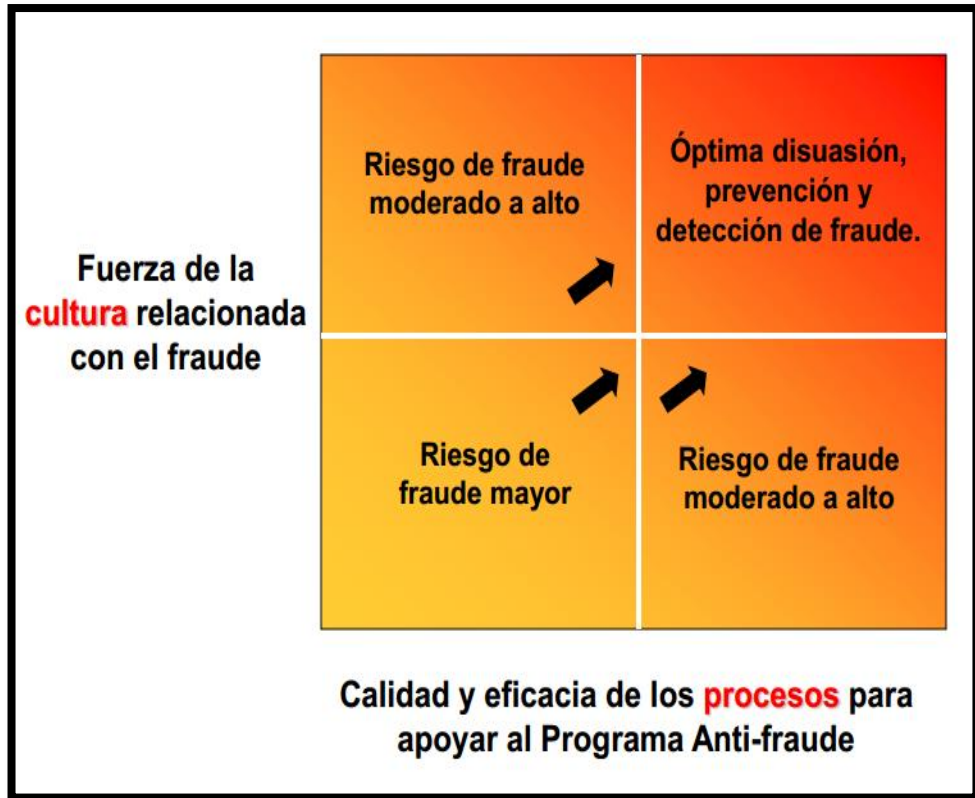 Riesgo de fraude
moderado a alto
Óptima disuasión,
prevención y
detección de fraude.
Fuerza de la
cultura relacionada
con el fraude
Riesgo de
fraude mayor
Riesgo de fraude
moderado a alto
Calidad y eficacia de los procesos para
apoyar al Programa Anti-fraude